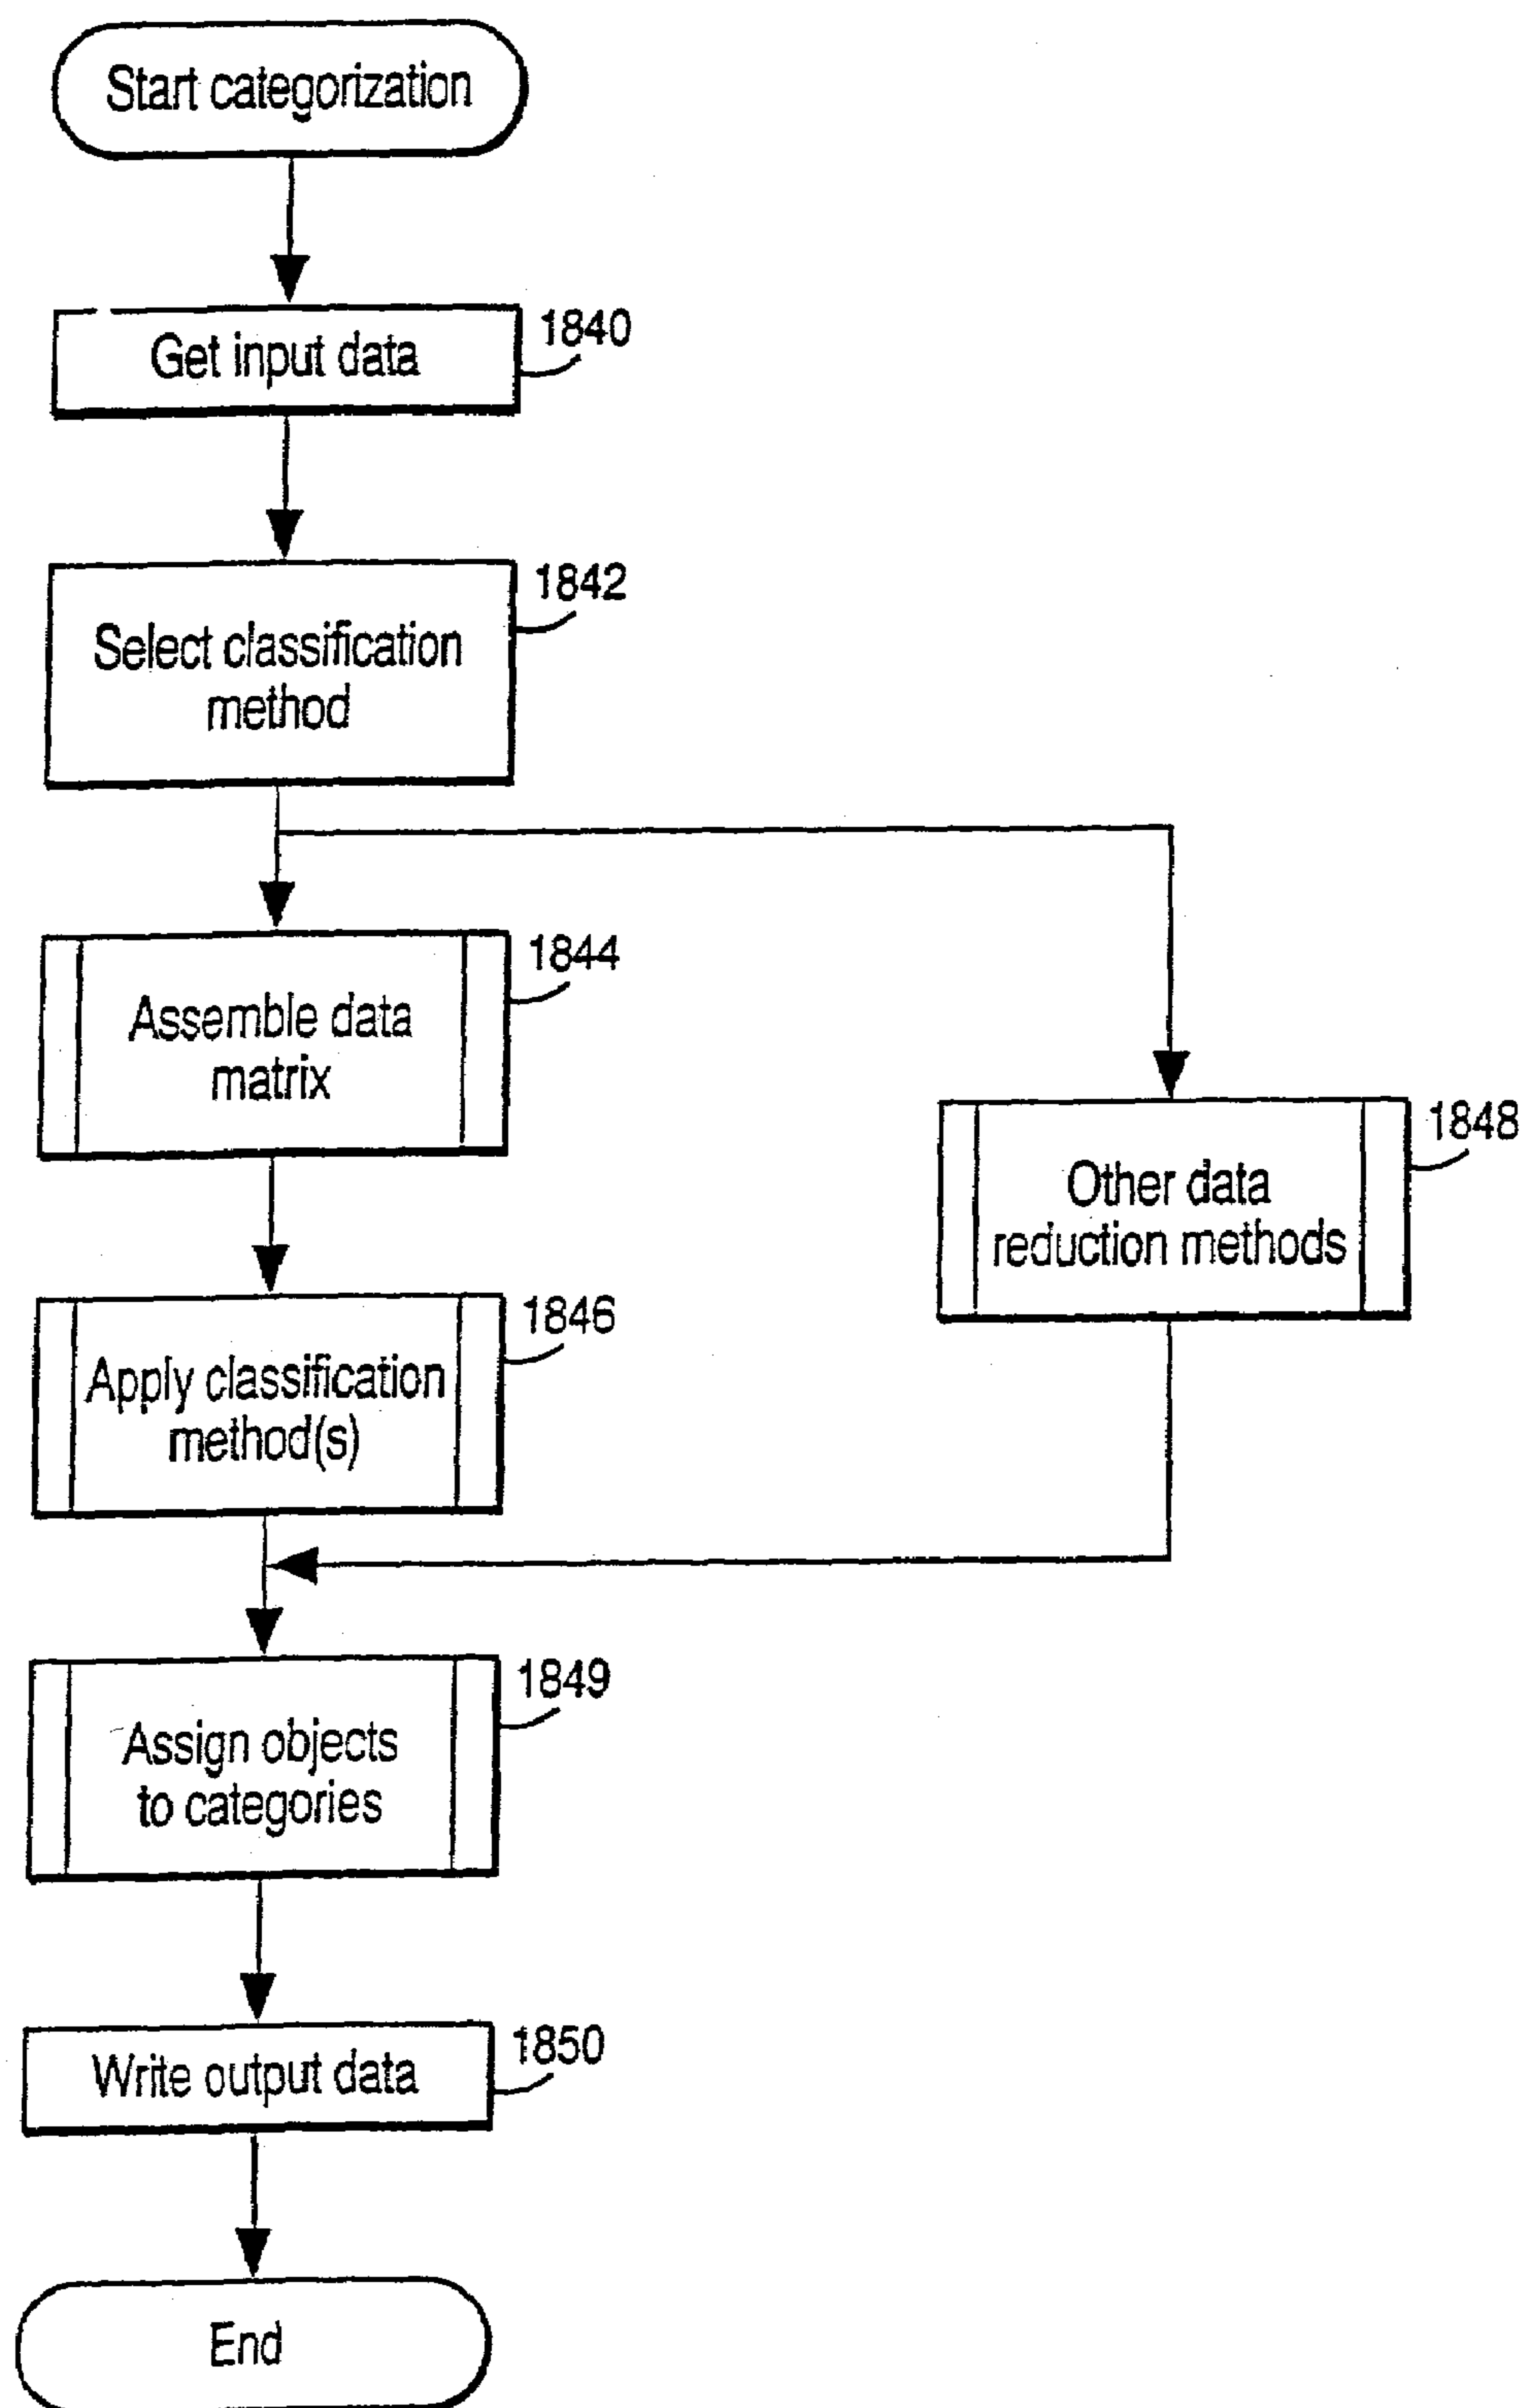 Start categorization
Get input data
1840
Select classification
method
1842
Assemble data
matrix
1844
Other data
reduction methods
1848
Apply classification
method(s)
1846
Assign objects
to categories
1849
Write output data
1850
End